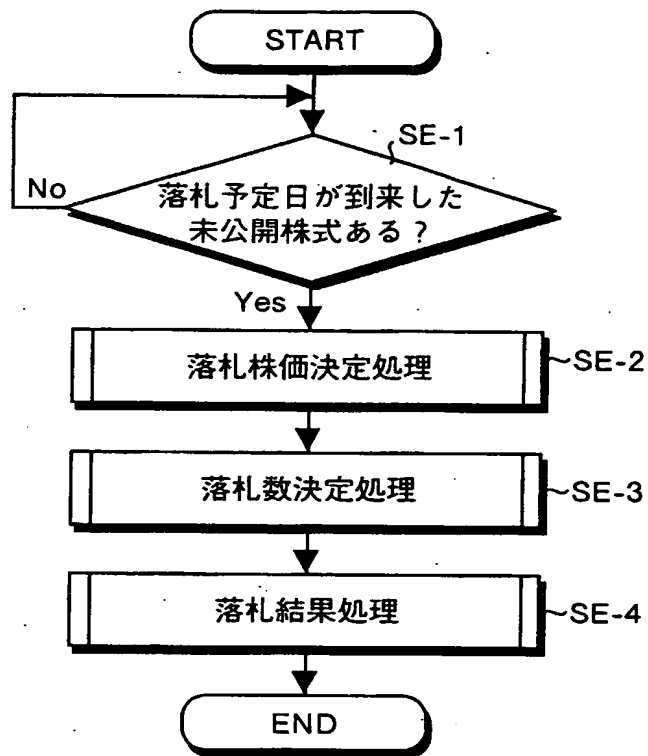 START
SE-1
No
落札予定日が到来した
未公開株式ある？
Yes
落札株価決定処理
SE-2
落札数決定処理
SE-3
落札結果処理
SE-4
END